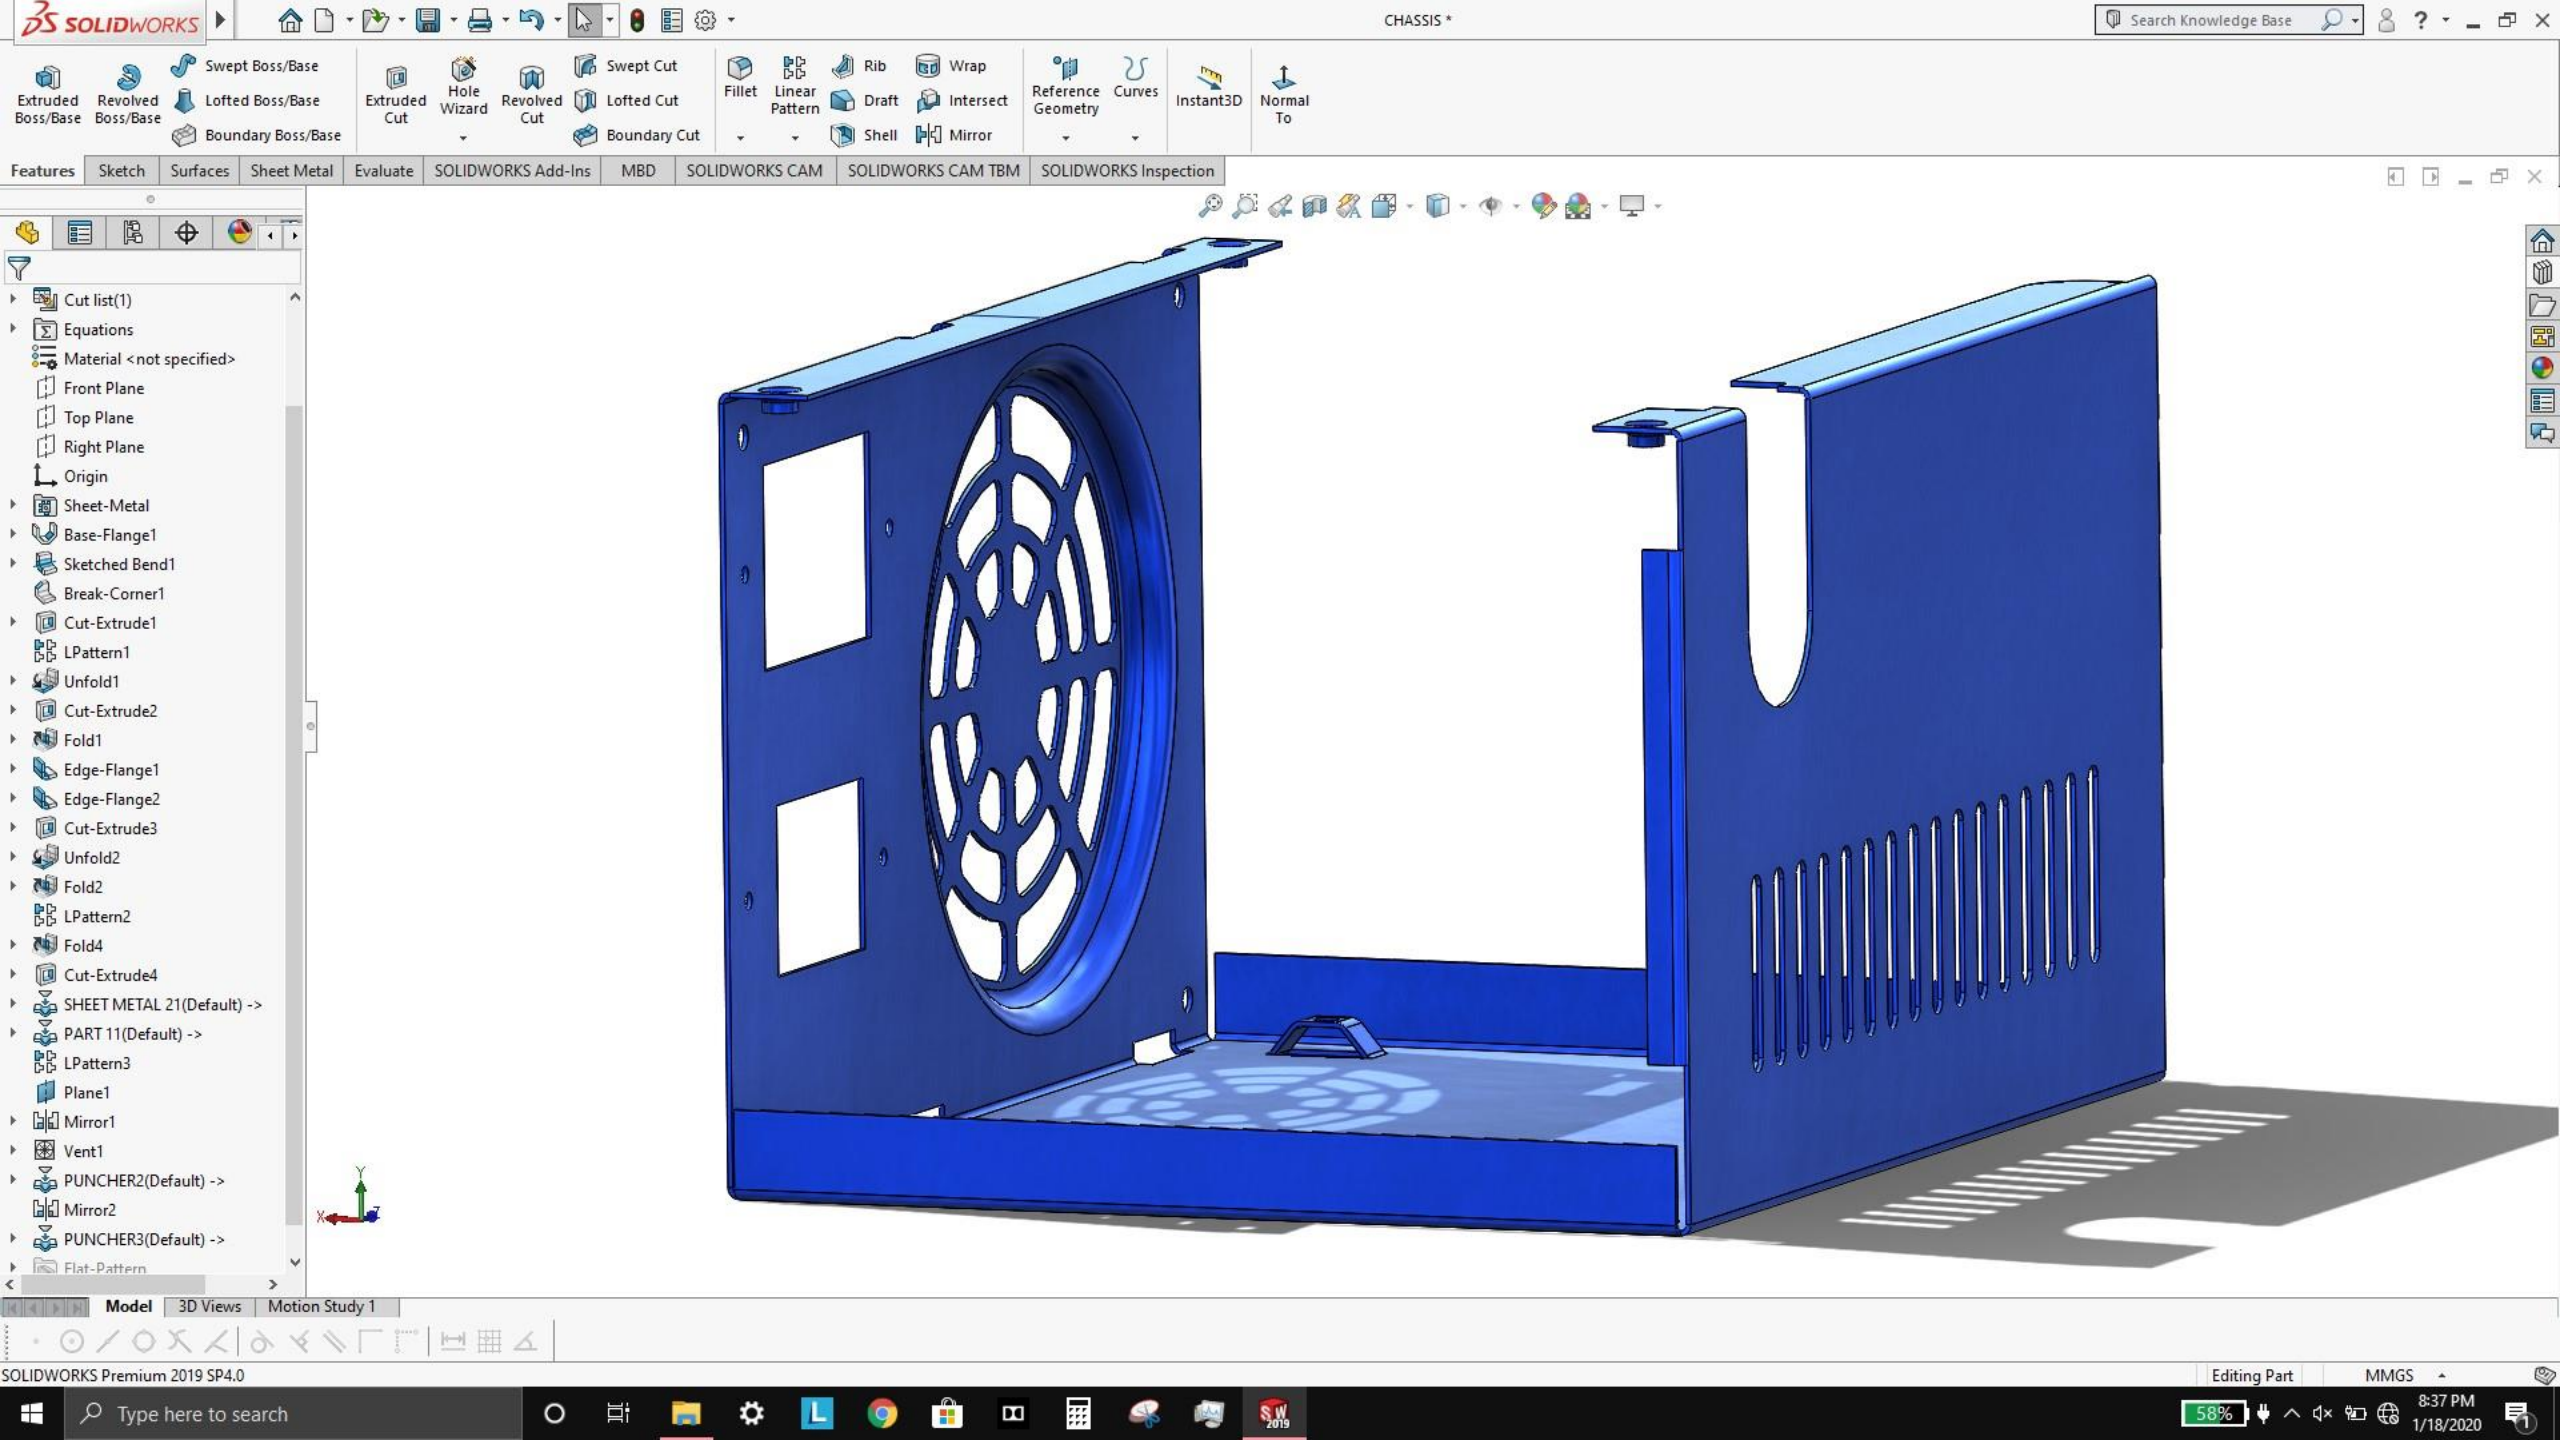 SOLIDWORKS
CHASSIS *
Search Knowledge Base
?
Extruded Boss/Base
Revolved Boss/Base
Swept Boss/Base
Lofted Boss/Base
Boundary Boss/Base
Extruded Cut
Hole Wizard
Revolved Cut
Swept Cut
Lofted Cut
Boundary Cut
Fillet
Linear Pattern
Rib
Draft
Shell
Wrap
Intersect
Mirror
Reference Geometry
Curves
Instant3D
Normal To
Features
Sketch
Surfaces
Sheet Metal
Evaluate
SOLIDWORKS Add-Ins
MBD
SOLIDWORKS CAM
SOLIDWORKS CAM TBM
SOLIDWORKS Inspection
Cut list(1)
Equations
Material <not specified>
Front Plane
Top Plane
Right Plane
Origin
Sheet-Metal
Base-Flange1
Sketched Bend1
Break-Corner1
Cut-Extrude1
LPattern1
Unfold1
Cut-Extrude2
Fold1
Edge-Flange1
Edge-Flange2
Cut-Extrude3
Unfold2
Fold2
LPattern2
Fold4
Cut-Extrude4
SHEET METAL 21(Default) ->
PART 11(Default) ->
LPattern3
Plane1
Mirror1
Vent1
PUNCHER2(Default) ->
Mirror2
PUNCHER3(Default) ->
Flat-Pattern
Y
X
Z
Model
3D Views
Motion Study 1
SOLIDWORKS Premium 2019 SP4.0
Editing Part
MMGS
Type here to search
L
SW
2019
58%
8:37 PM
1/18/2020
1